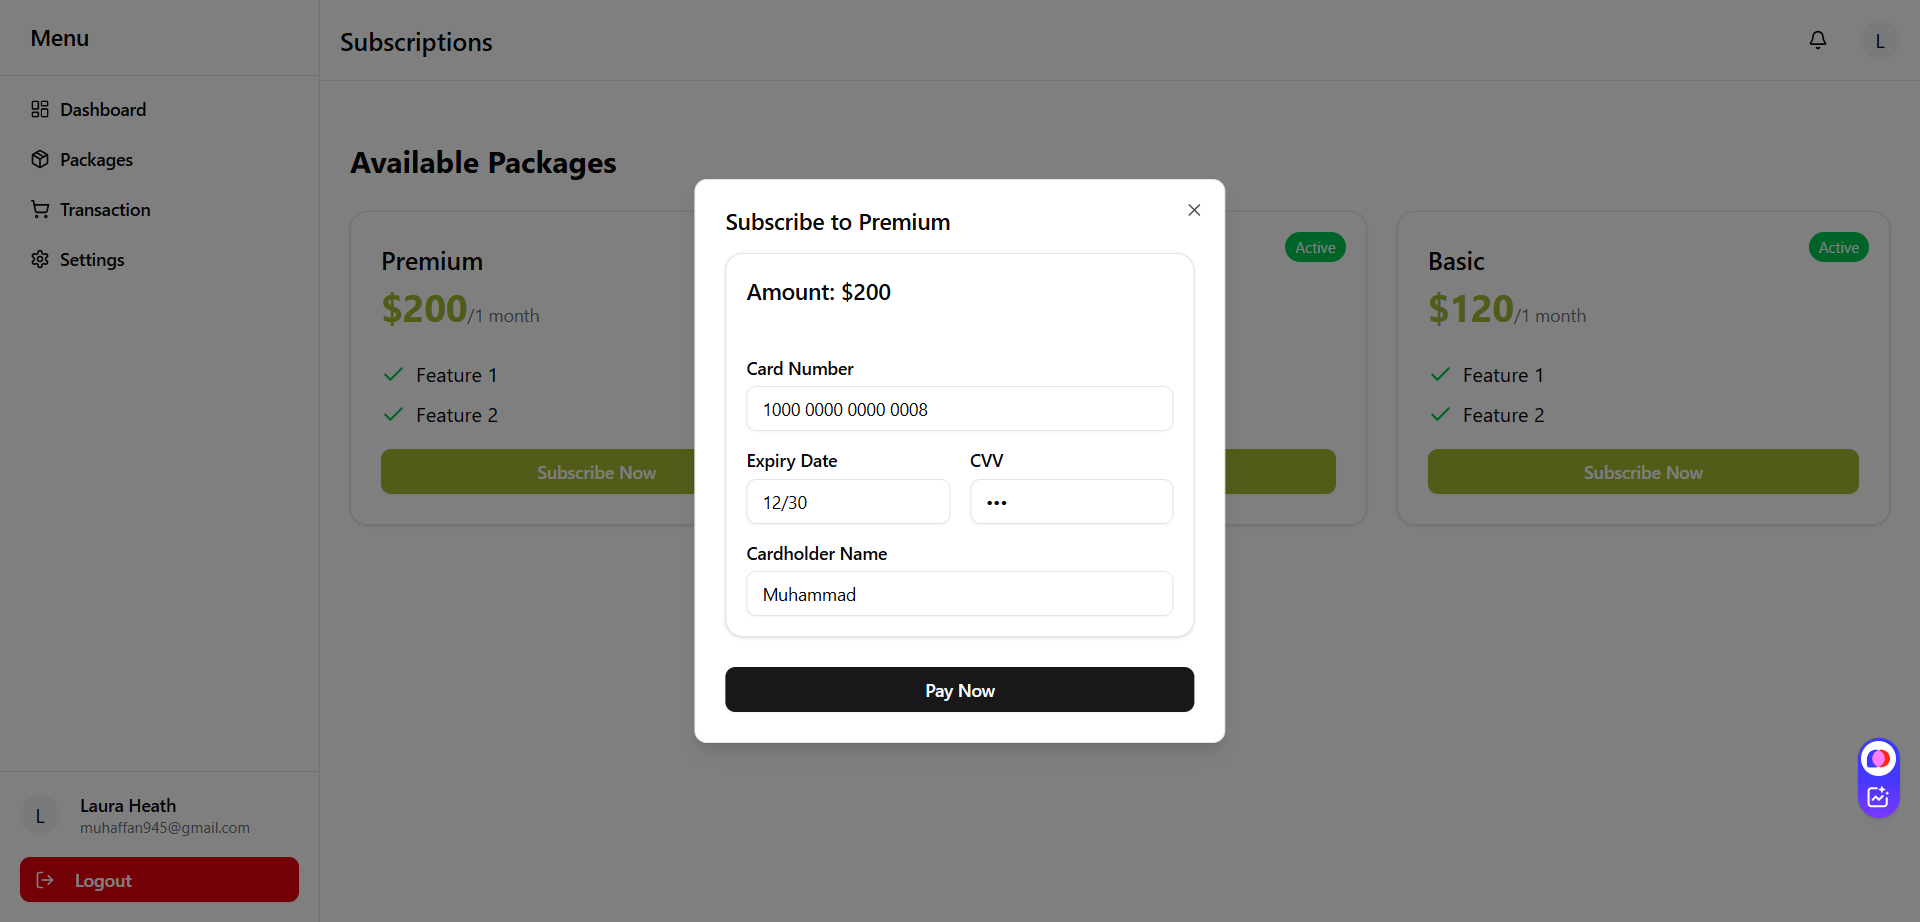 Menu
Dashboard
Packages
Transaction
Settings
L
Laura Heath
muhaffan945@gmail.com
Logout
Subscriptions
L
Available Packages
Premium
$200/1 month
Feature 1
Feature 2
Subscribe Now
Active
Basic
Active
$120/1 month
Feature 1
Feature 2
Subscribe Now
Subscribe to Premium
Amount: $200
Card Number
1000 0000 0000 0008
Expiry Date
CVV
12/30
•••
Cardholder Name
Muhammad
Pay Now